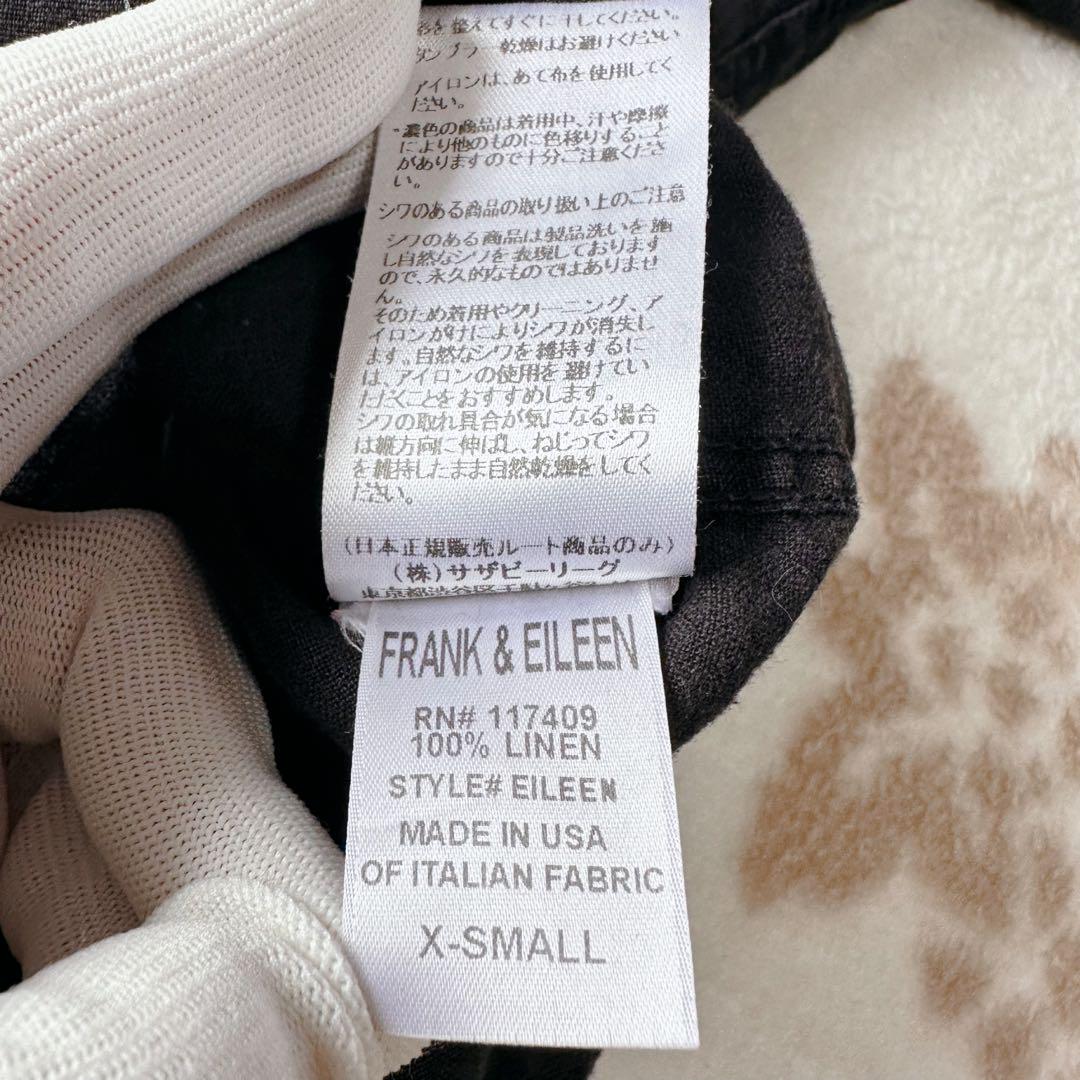 を整えてすぐに干してください。
タンブラー乾燥はお避けください
アイロンは、あて布を使用してく
ださい。
*濃色の商品は着用中、汗や摩擦
により他のものに色移りすること
がありますので十分ご注意くださ
い。
シワのある商品の取り扱い上のご注意
シワのある商品は製品洗いを施
し自然なシワを表現しております
ので、永久的なものではありませ
ん。
そのため着用やクリーニング、ア
イロンがけによりシワが消失し
ます。自然なシワを維持するに
は、アイロンの使用を避けてい
ただくことをおすすめします。
シワの取れ具合が気になる場合
は縦方向に伸ばし、ねじってシワ
を維持したまま自然乾燥をしてく
ださい。
(日本正規販売ルート商品のみ)
(株)サザビーリーグ
東京都渋谷区千駄
FRANK & EILEEN
RN# 117409
100% LINEN
STYLE# EILEEN
MADE IN USA
OF ITALIAN FABRIC
X-SMALL